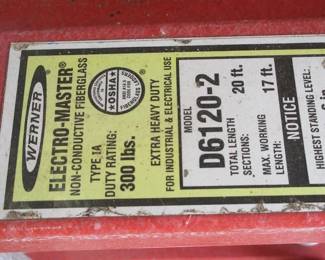 WERNER
ELECTRO-MASTER®
NON-CONDUCTIVE FIBERGLASS
TYPE IA
DUTY RATING:
300 lbs.
OSHA
EXTRA HEAVY DUTY
FOR INDUSTRIAL & ELECTRICAL USE
MODEL
D6120-2
TOTAL LENGTH
SECTIONS: 20 ft.
MAX. WORKING
LENGTH: 17 ft.
NOTICE
HIGHEST STANDING LEVEL: